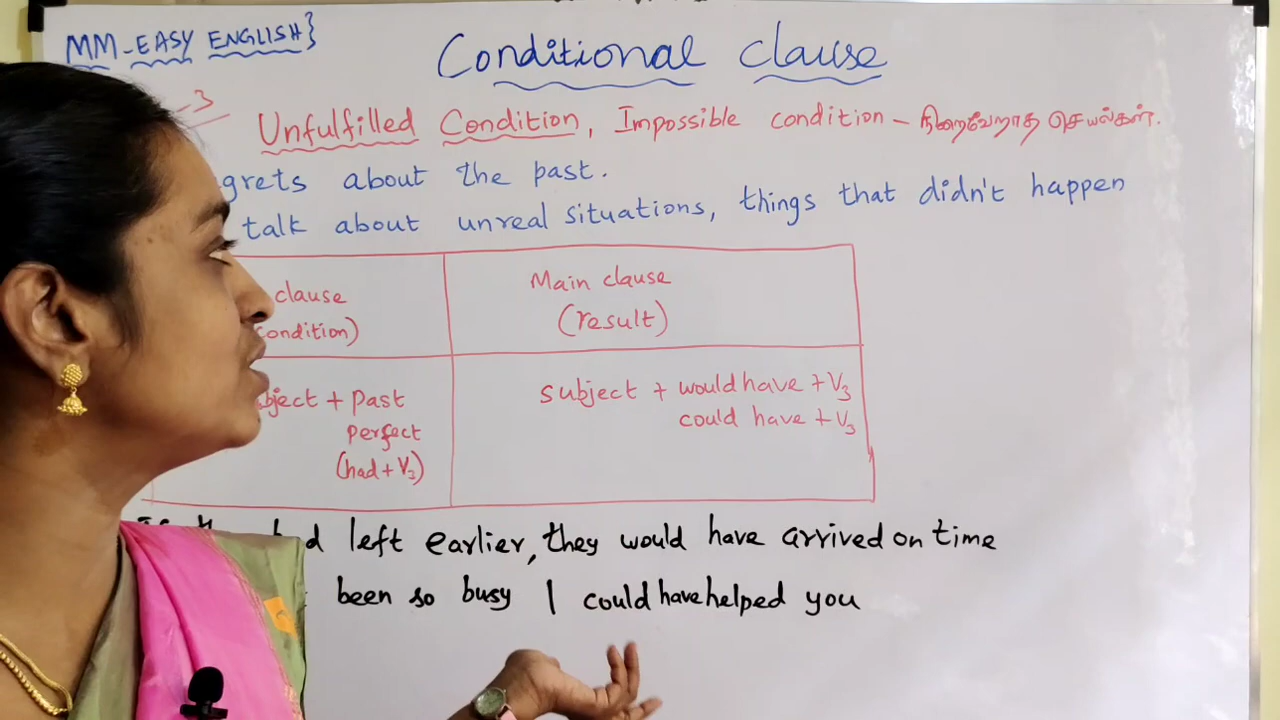 MM-EASY ENGLISH}
Conditional clause
-3
Unfulfilled Condition, Impossible condition - நிறைவேறாத செயல்கள்.
grets about the past.
talk about unreal situations, things that didn't happen
clause
condition)
Main clause
(result)
bject + past
perfect
(had + V3)
subject + would have + V3
could have + V3
left earlier, they would have arrived on time
been so busy I could have helped you